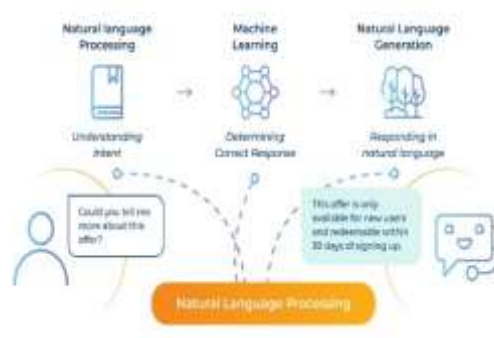 Natural language
Processing
Machine
Learning
Natural Language
Generation
Understanding
Intent
Determining
Correct Response
Responding in
natural language
Could you tell me
more about this
offer?
This offer is only
available for new users
and redeemable within
30 days of signing up.
Natural Language Processing